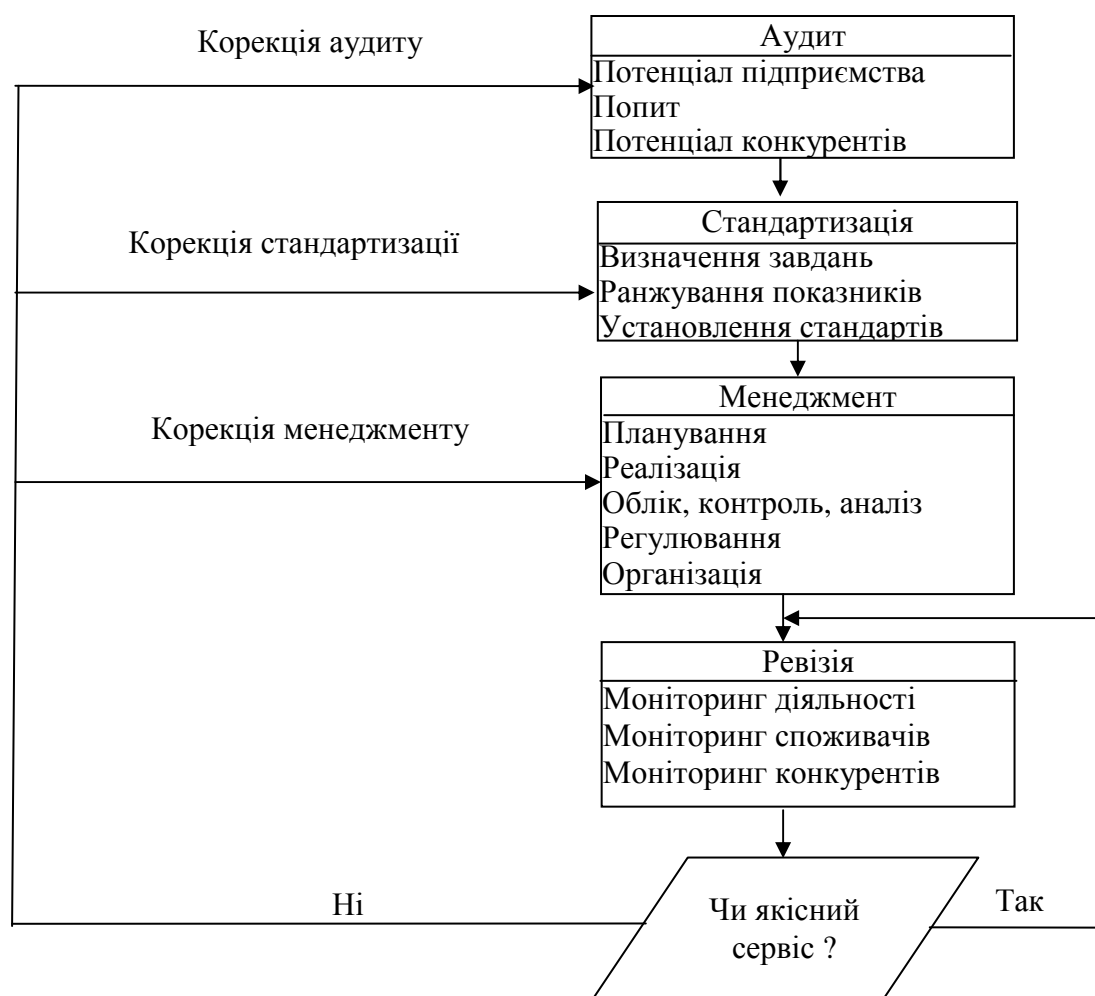 Корекція аудиту
Аудит
Потенціал підприємства
Попит
Потенціал конкурентів
Корекція стандартизації
Стандартизація
Визначення завдань
Ранжування показників
Установлення стандартів
Корекція менеджменту
Менеджмент
Планування
Реалізація
Облік, контроль, аналіз
Регулювання
Організація
Ревізія
Моніторинг діяльності
Моніторинг споживачів
Моніторинг конкурентів
Ні
Чи якісний
сервіс ?
Так